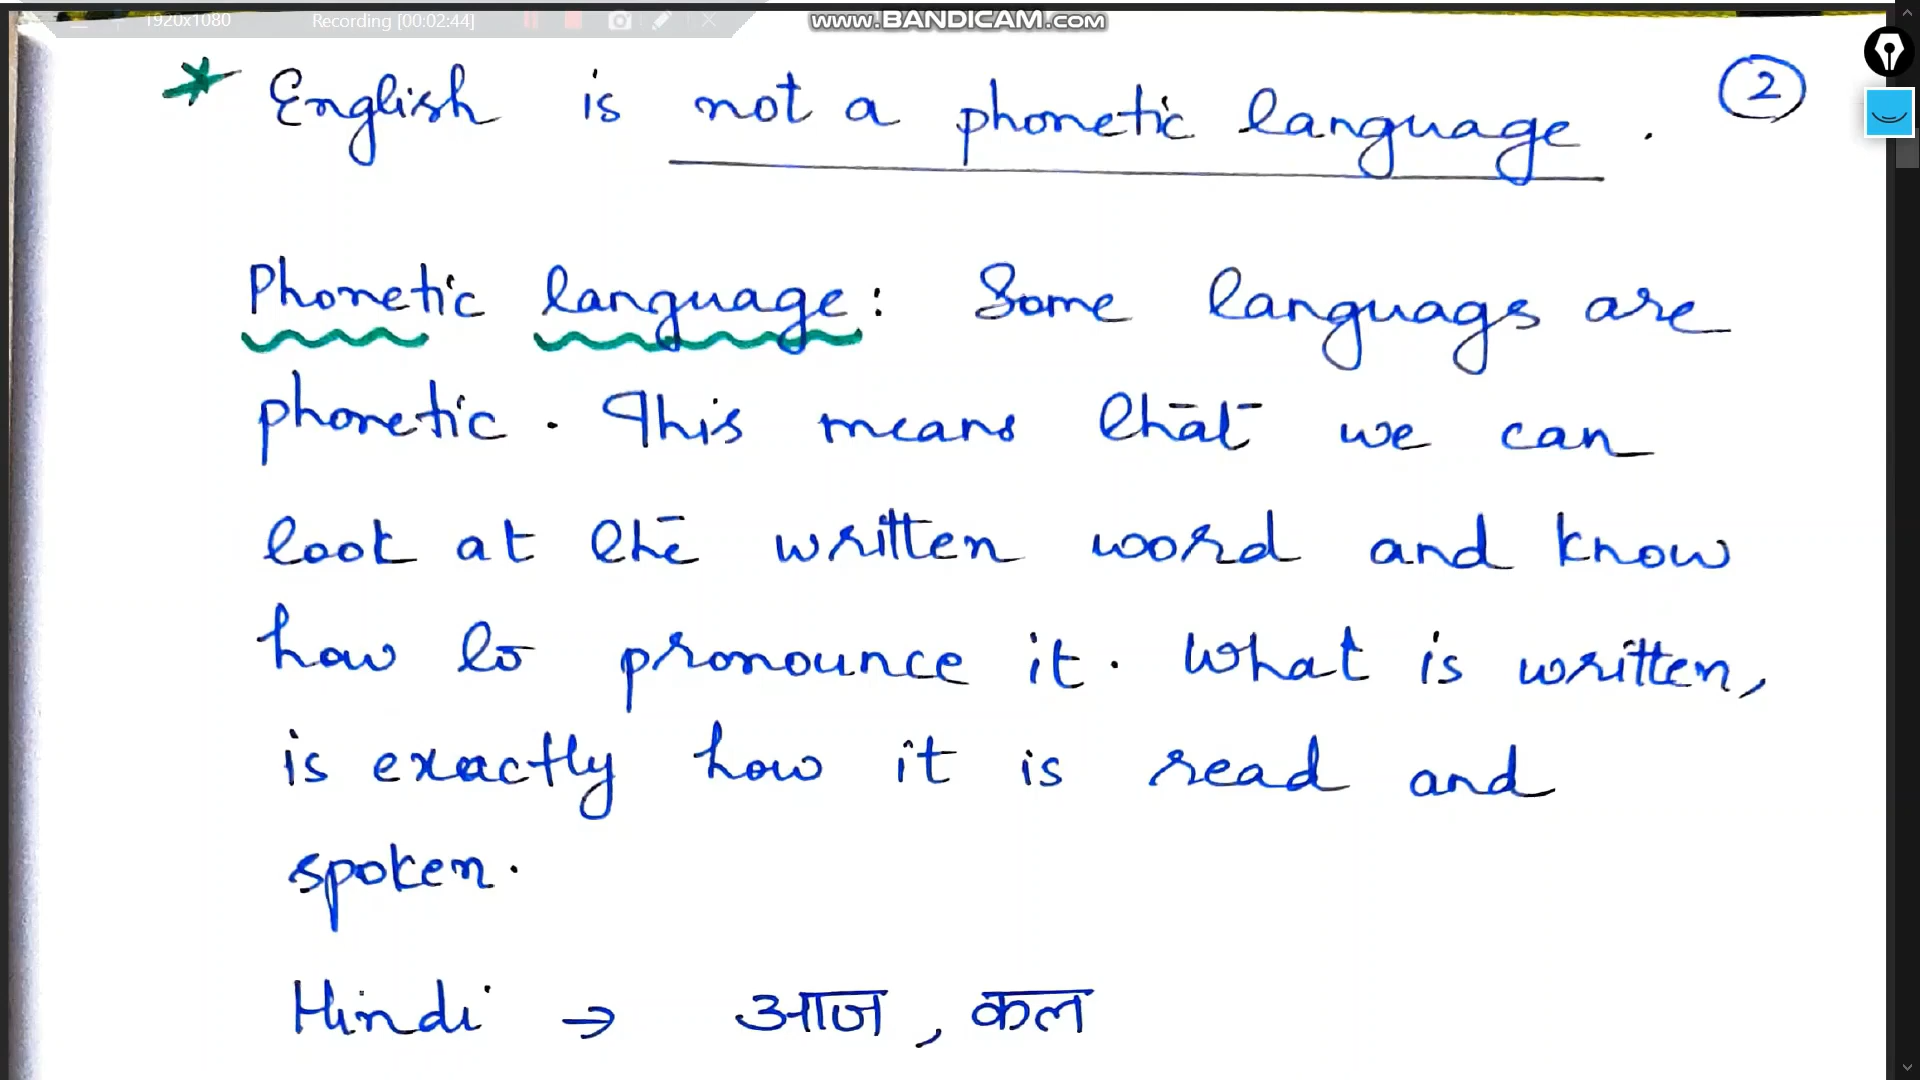 1920x1080 Recording [00:02:44] www.BANDICAM.com
* English is not a phonetic language . 2
Phonetic language : Some languags are
phonetic . This means that we can
look at the written word and know
how to pronounce it . What is written,
is exactly how it is read and
spoken .
Hindi → आज , कल